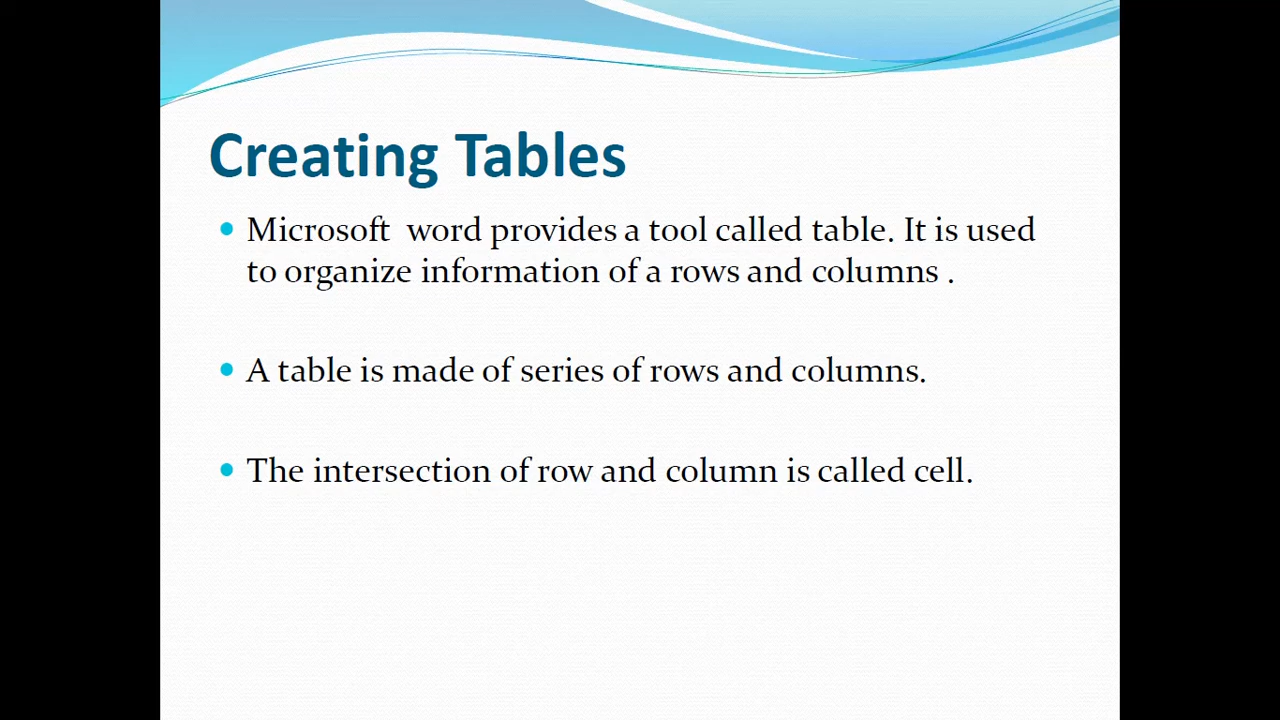 Creating Tables
• Microsoft  word provides a tool called table. It is used
to organize information of a rows and columns .
• A table is made of series of rows and columns.
• The intersection of row and column is called cell.